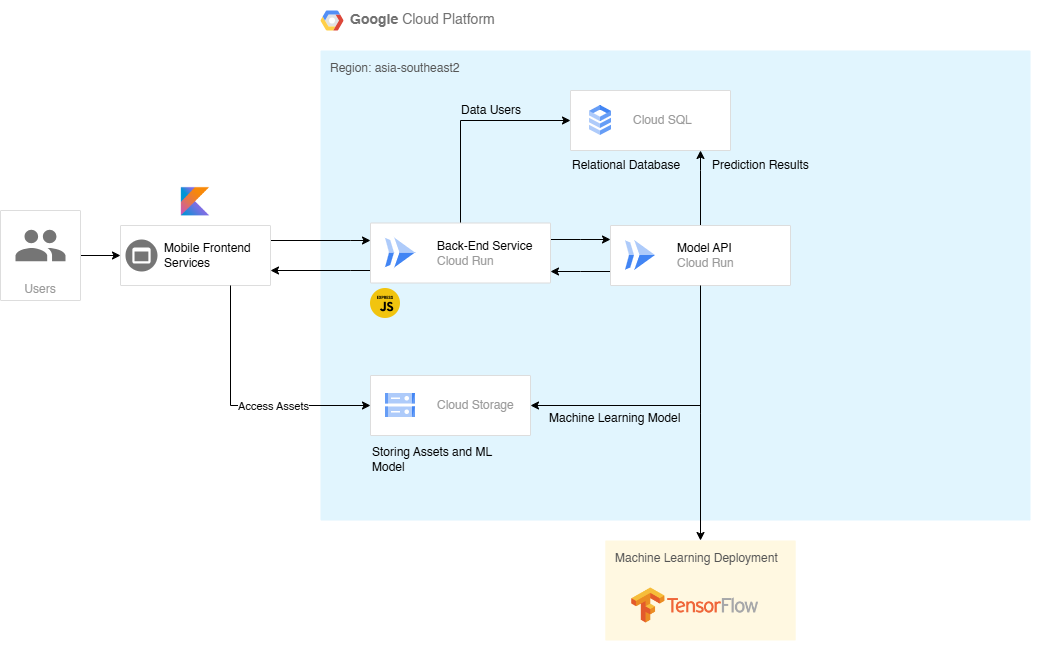 Google Cloud Platform
Region: asia-southeast2
Data Users
Cloud SQL
Relational Database
Prediction Results
Users
Mobile Frontend
Services
Back-End Service
Cloud Run
Model API
Cloud Run
EXPRESS
JS
Access Assets
Cloud Storage
Machine Learning Model
Storing Assets and ML
Model
Machine Learning Deployment
TensorFlow